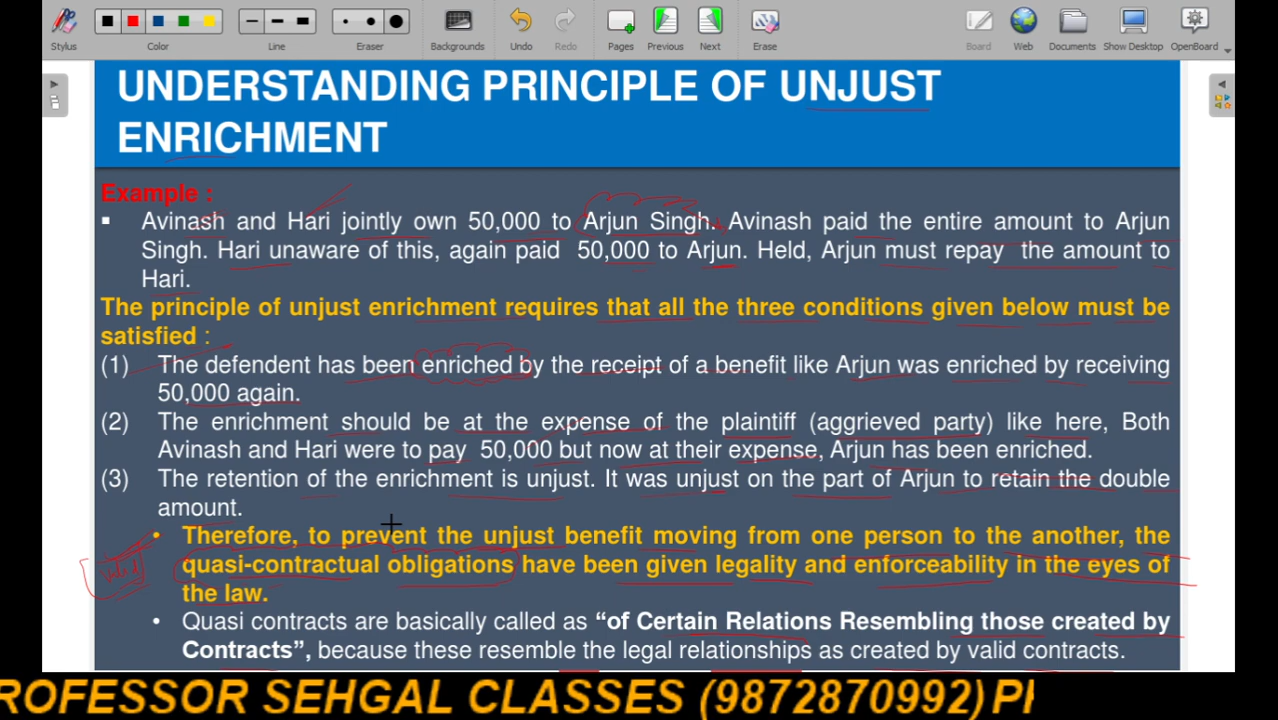 Stylus Color Line Eraser Backgrounds Undo Redo Pages Previous Next Erase Board Web Documents Show Desktop OpenBoard
UNDERSTANDING PRINCIPLE OF UNJUST
ENRICHMENT
Example :
▪ Avinash and Hari jointly own 50,000 to Arjun Singh. Avinash paid the entire amount to Arjun
Singh. Hari unaware of this, again paid 50,000 to Arjun. Held, Arjun must repay the amount to
Hari.
The principle of unjust enrichment requires that all the three conditions given below must be
satisfied :
(1) The defendent has been enriched by the receipt of a benefit like Arjun was enriched by receiving
50,000 again.
(2) The enrichment should be at the expense of the plaintiff (aggrieved party) like here, Both
Avinash and Hari were to pay 50,000 but now at their expense, Arjun has been enriched.
(3) The retention of the enrichment is unjust. It was unjust on the part of Arjun to retain the double
amount.
• Therefore, to prevent the unjust benefit moving from one person to the another, the
quasi-contractual obligations have been given legality and enforceability in the eyes of
the law.
• Quasi contracts are basically called as “of Certain Relations Resembling those created by
Contracts”, because these resemble the legal relationships as created by valid contracts.
ROFESSOR SEHGAL CLASSES (9872870992) P